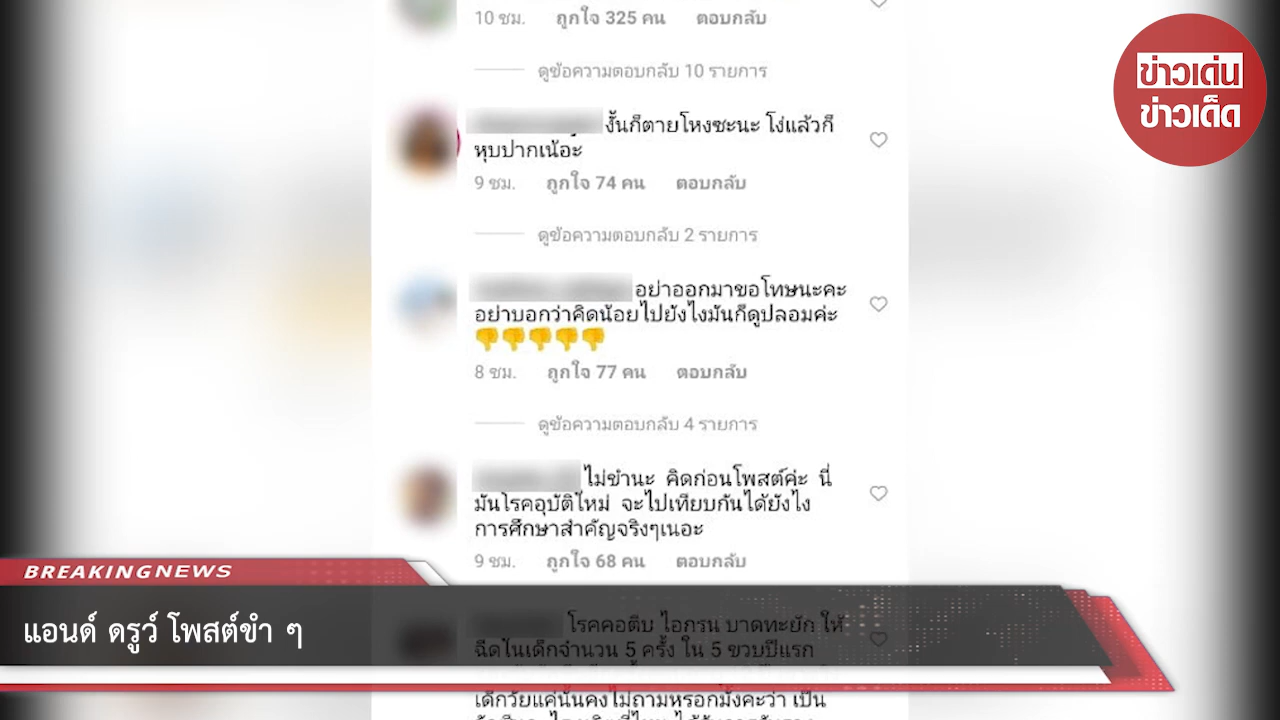 10 ชม. ถูกใจ 325 คน ตอบกลับ
ดูข้อความตอบกลับ 10 รายการ
ข่าวเด่น
ข่าวเด็ด
งั้นก็ตายโหงซะนะ โง่แล้วก็
หุบปากเน้อะ
9 ชม. ถูกใจ 74 คน ตอบกลับ
ดูข้อความตอบกลับ 2 รายการ
อย่าออกมาขอโทษนะคะ
อย่าบอกว่าคิดน้อยไปยังไงมันก็ดูปลอมค่ะ
👎👎👎👎👎
8 ชม. ถูกใจ 77 คน ตอบกลับ
ดูข้อความตอบกลับ 4 รายการ
ไม่ขำนะ คิดก่อนโพสต์ค่ะ นี่
มันโรคอุบัติใหม่ จะไปเทียบกันได้ยังไง
การศึกษาสำคัญจริงๆเนอะ
9 ชม. ถูกใจ 68 คน ตอบกลับ
BREAKINGNEWS
แอนด์ ดรูว์ โพสต์ขำ ๆ
โรคคอตีบ ไอกรน บาดทะยัก ให้
ฉีดในเด็กจำนวน 5 ครั้ง ใน 5 ขวบปีแรก
เด็กวัยแค่นั้นคงไม่ถามหรอกมั้งคะว่า เป็น